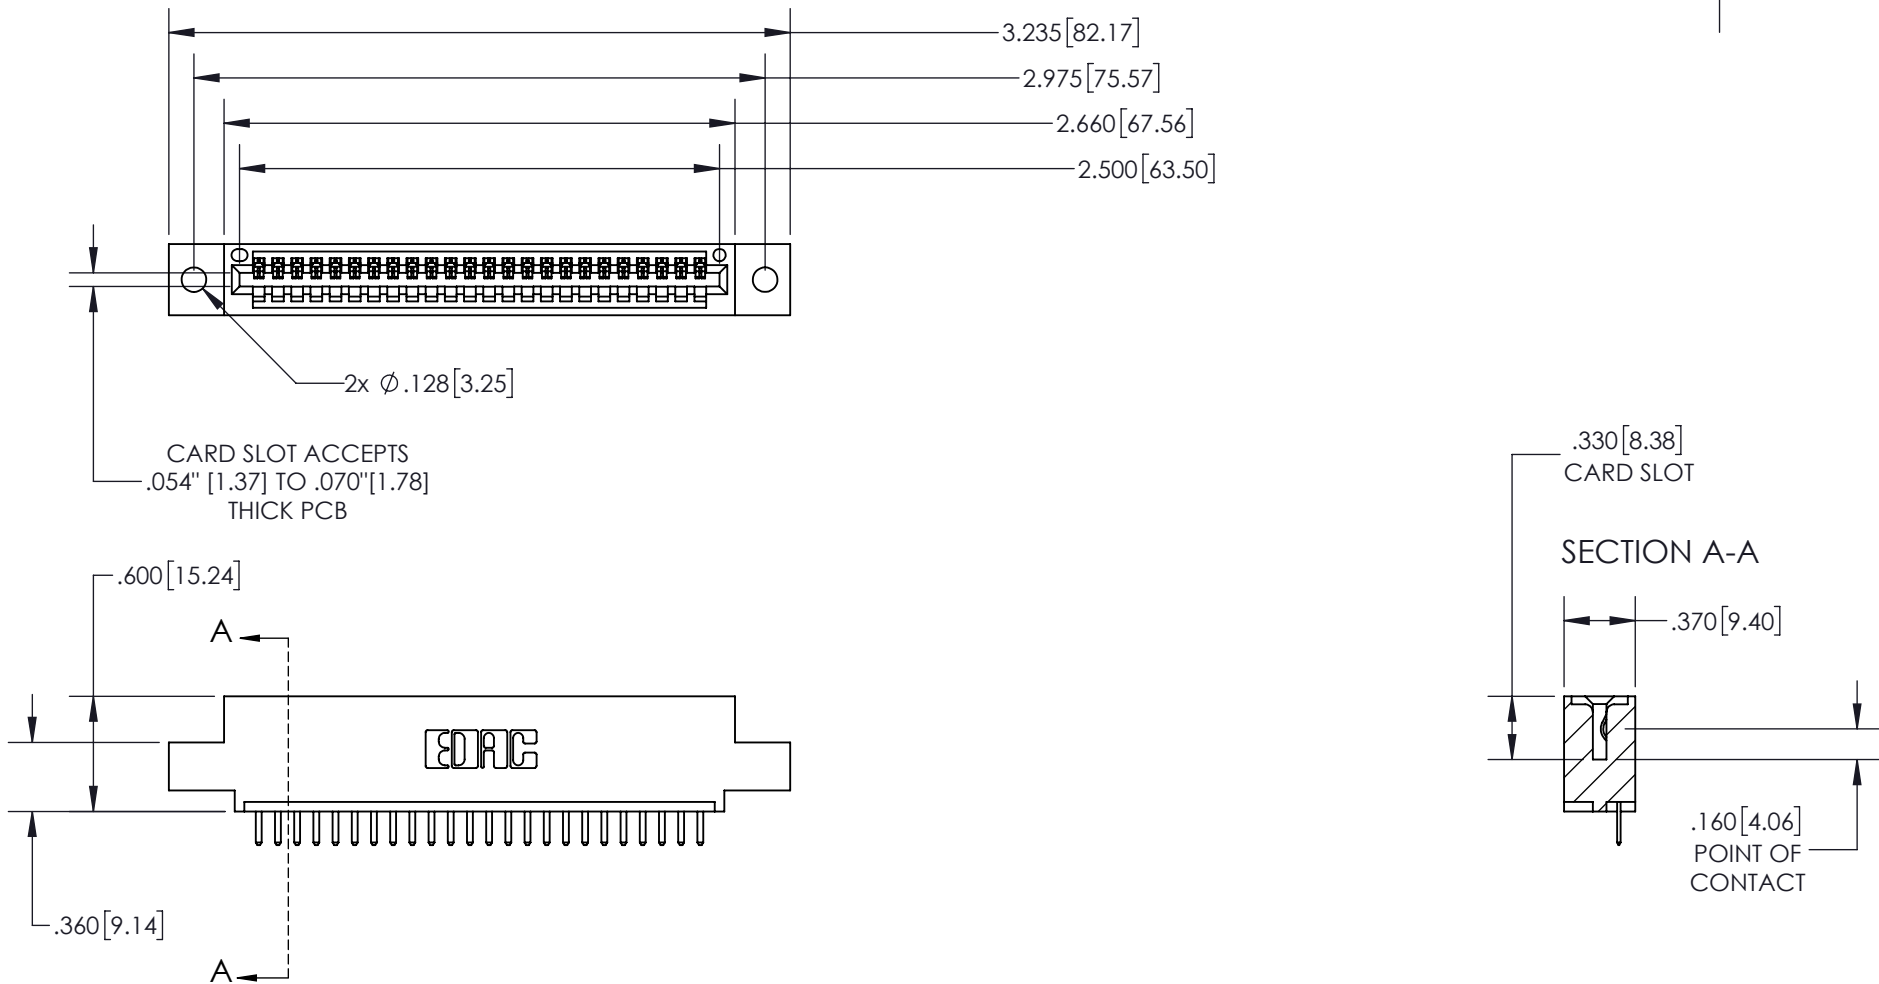 3.235[82.17]
2.975[75.57]
2.660[67.56]
2.500[63.50]
2x Ø.128[3.25]
CARD SLOT ACCEPTS
.054" [1.37] TO .070"[1.78]
THICK PCB
.330[8.38]
CARD SLOT
SECTION A-A
.600[15.24]
A
.370[9.40]
EDAC
.160[4.06]
POINT OF
CONTACT
.360[9.14]
A